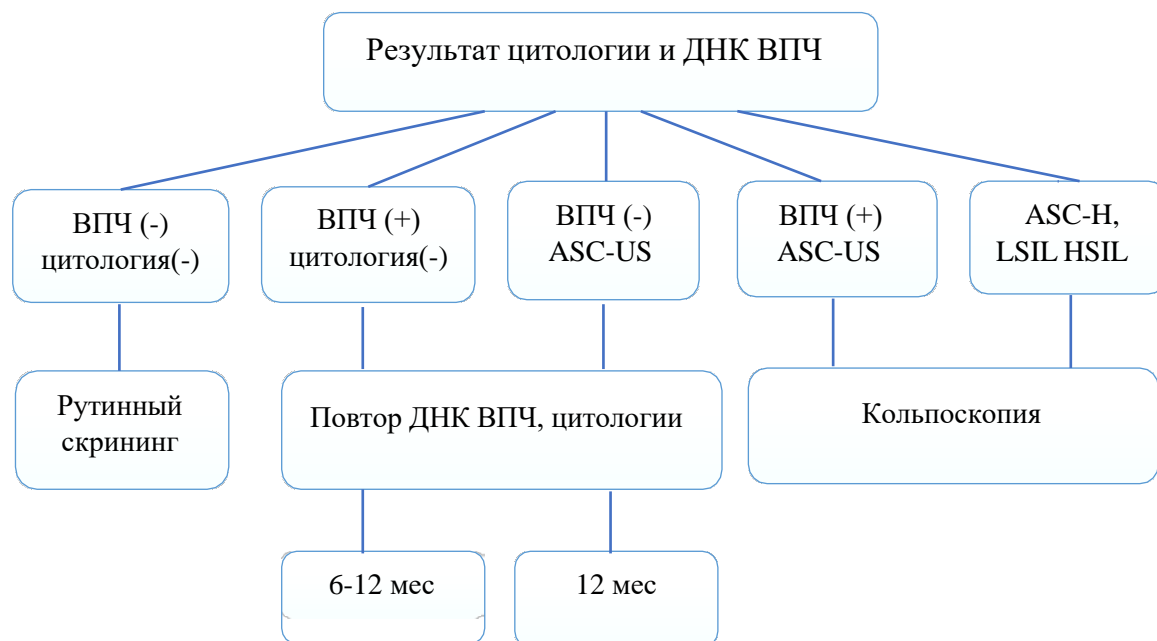 Результат цитологии и ДНК ВПЧ
ВПЧ (-)
цитология(-)
ВПЧ (+)
цитология(-)
ВПЧ (-)
ASC-US
ВПЧ (+)
ASC-US
ASC-H,
LSIL HSIL
Рутинный
скрининг
Повтор ДНК ВПЧ, цитологии
Кольпоскопия
6-12 мес
12 мес